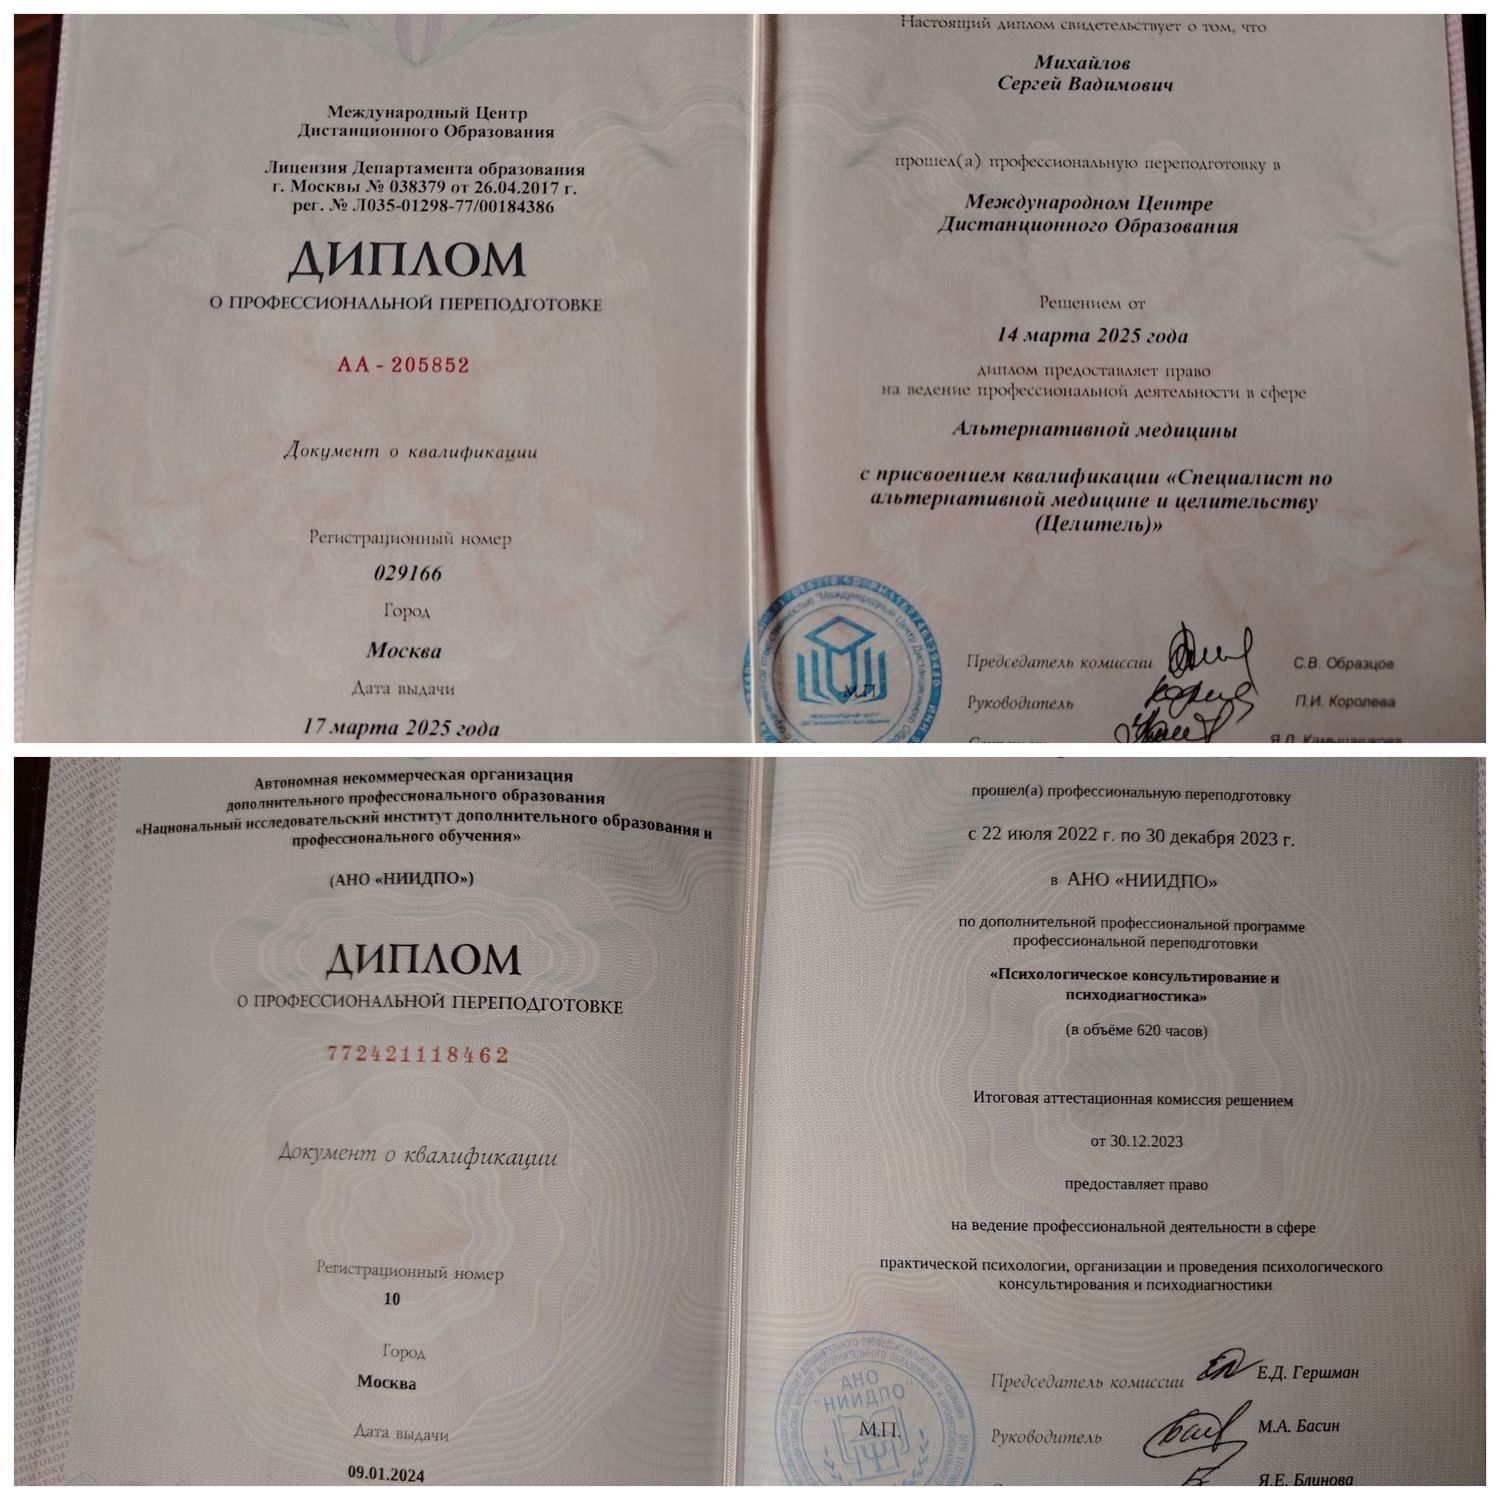 Международный Центр
Дистанционного Образования
Лицензия Департамента образования
г. Москвы № 038379 от 26.04.2017 г.
рег. № Л035-01298-77/00184386
ДИПЛОМ
О ПРОФЕССИОНАЛЬНОЙ ПЕРЕПОДГОТОВКЕ
АА - 205852
Документ о квалификации
Регистрационный номер
029166
Город
Москва
Дата выдачи
17 марта 2025 года
Настоящий диплом свидетельствует о том, что
Михайлов
Сергей Вадимович
прошел(а) профессиональную переподготовку в
Международном Центре
Дистанционного Образования
Решением от
14 марта 2025 года
диплом предоставляет право
на ведение профессиональной деятельности в сфере
Альтернативной медицины
с присвоением квалификации «Специалист по
альтернативной медицине и целительству
(Целитель)»
М.П.
Председатель комиссии С.В. Образцов
Руководитель П.И. Королева
Автономная некоммерческая организация
дополнительного профессионального образования
«Национальный исследовательский институт дополнительного образования и
профессионального обучения»
(АНО «НИИДПО»)
ДИПЛОМ
О ПРОФЕССИОНАЛЬНОЙ ПЕРЕПОДГОТОВКЕ
772421118462
Документ о квалификации
Регистрационный номер
10
Город
Москва
Дата выдачи
09.01.2024
прошел(а) профессиональную переподготовку
с 22 июля 2022 г. по 30 декабря 2023 г.
в АНО «НИИДПО»
по дополнительной профессиональной программе
профессиональной переподготовки
«Психологическое консультирование и
психодиагностика»
(в объёме 620 часов)
Итоговая аттестационная комиссия решением
от 30.12.2023
предоставляет право
на ведение профессиональной деятельности в сфере
практической психологии, организации и проведения психологического
консультирования и психодиагностики
АНО
"НИИДПО"
М.П.
Председатель комиссии Е.Д. Гершман
Руководитель М.А. Басин
Я.Е. Блинова